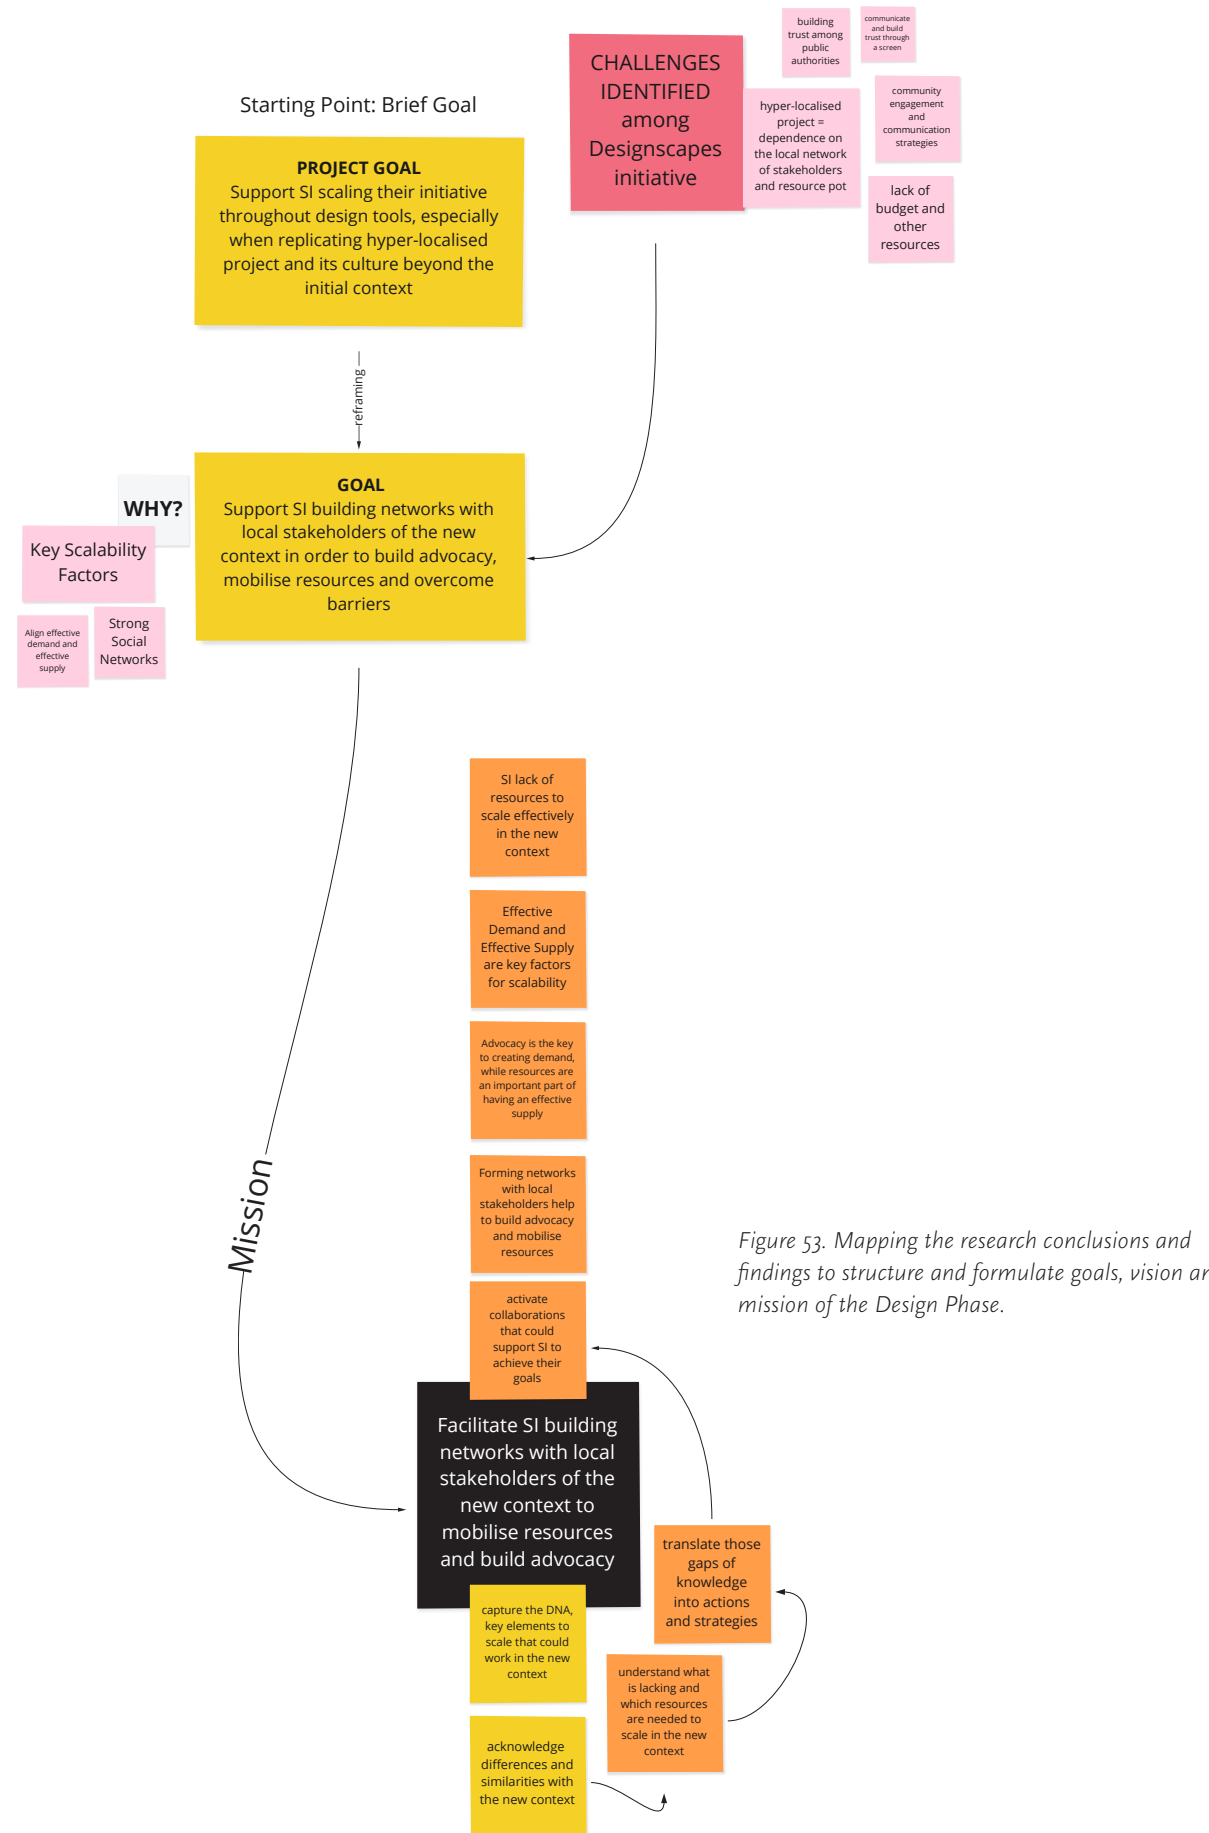 Starting Point: Brief Goal
PROJECT GOAL
Support SI scaling their initiative
throughout design tools, especially
when replicating hyper-localised
project and its culture beyond the
initial context
CHALLENGES
IDENTIFIED
among
Designscapes
initiative
building
trust among
public
authorities
communicate
and build
trust through
a screen
hyper-localised
project =
dependence on
the local network
of stakeholders
and resource pot
community
engagement
and
communication
strategies
lack of
budget and
other
resources
reframing
WHY?
Key Scalability
Factors
Align effective
demand and
effective
supply
Strong
Social
Networks
GOAL
Support SI building networks with
local stakeholders of the new
context in order to build advocacy,
mobilise resources and overcome
barriers
Mission
SI lack of
resources to
scale effectively
in the new
context
Effective
Demand and
Effective Supply
are key factors
for scalability
Advocacy is the key
to creating demand,
while resources are
an important part of
having an effective
supply
Forming networks
with local
stakeholders help
to build advocacy
and mobilise
resources
activate
collaborations
that could
support SI to
achieve their
goals
Facilitate SI building
networks with local
stakeholders of the
new context to
mobilise resources
and build advocacy
capture the DNA,
key elements to
scale that could
work in the new
context
acknowledge
differences and
similarities with
the new context
understand what
is lacking and
which resources
are needed to
scale in the new
context
translate those
gaps of
knowledge
into actions
and strategies
Figure 53. Mapping the research conclusions and
findings to structure and formulate goals, vision ar
mission of the Design Phase.